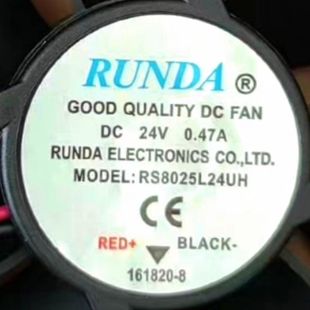 RUNDA ®
GOOD QUALITY DC FAN
DC 24V 0.47A
RUNDA ELECTRONICS CO.,LTD.
MODEL:RS8025L24UH
CE
RED+ BLACK-
161820-8